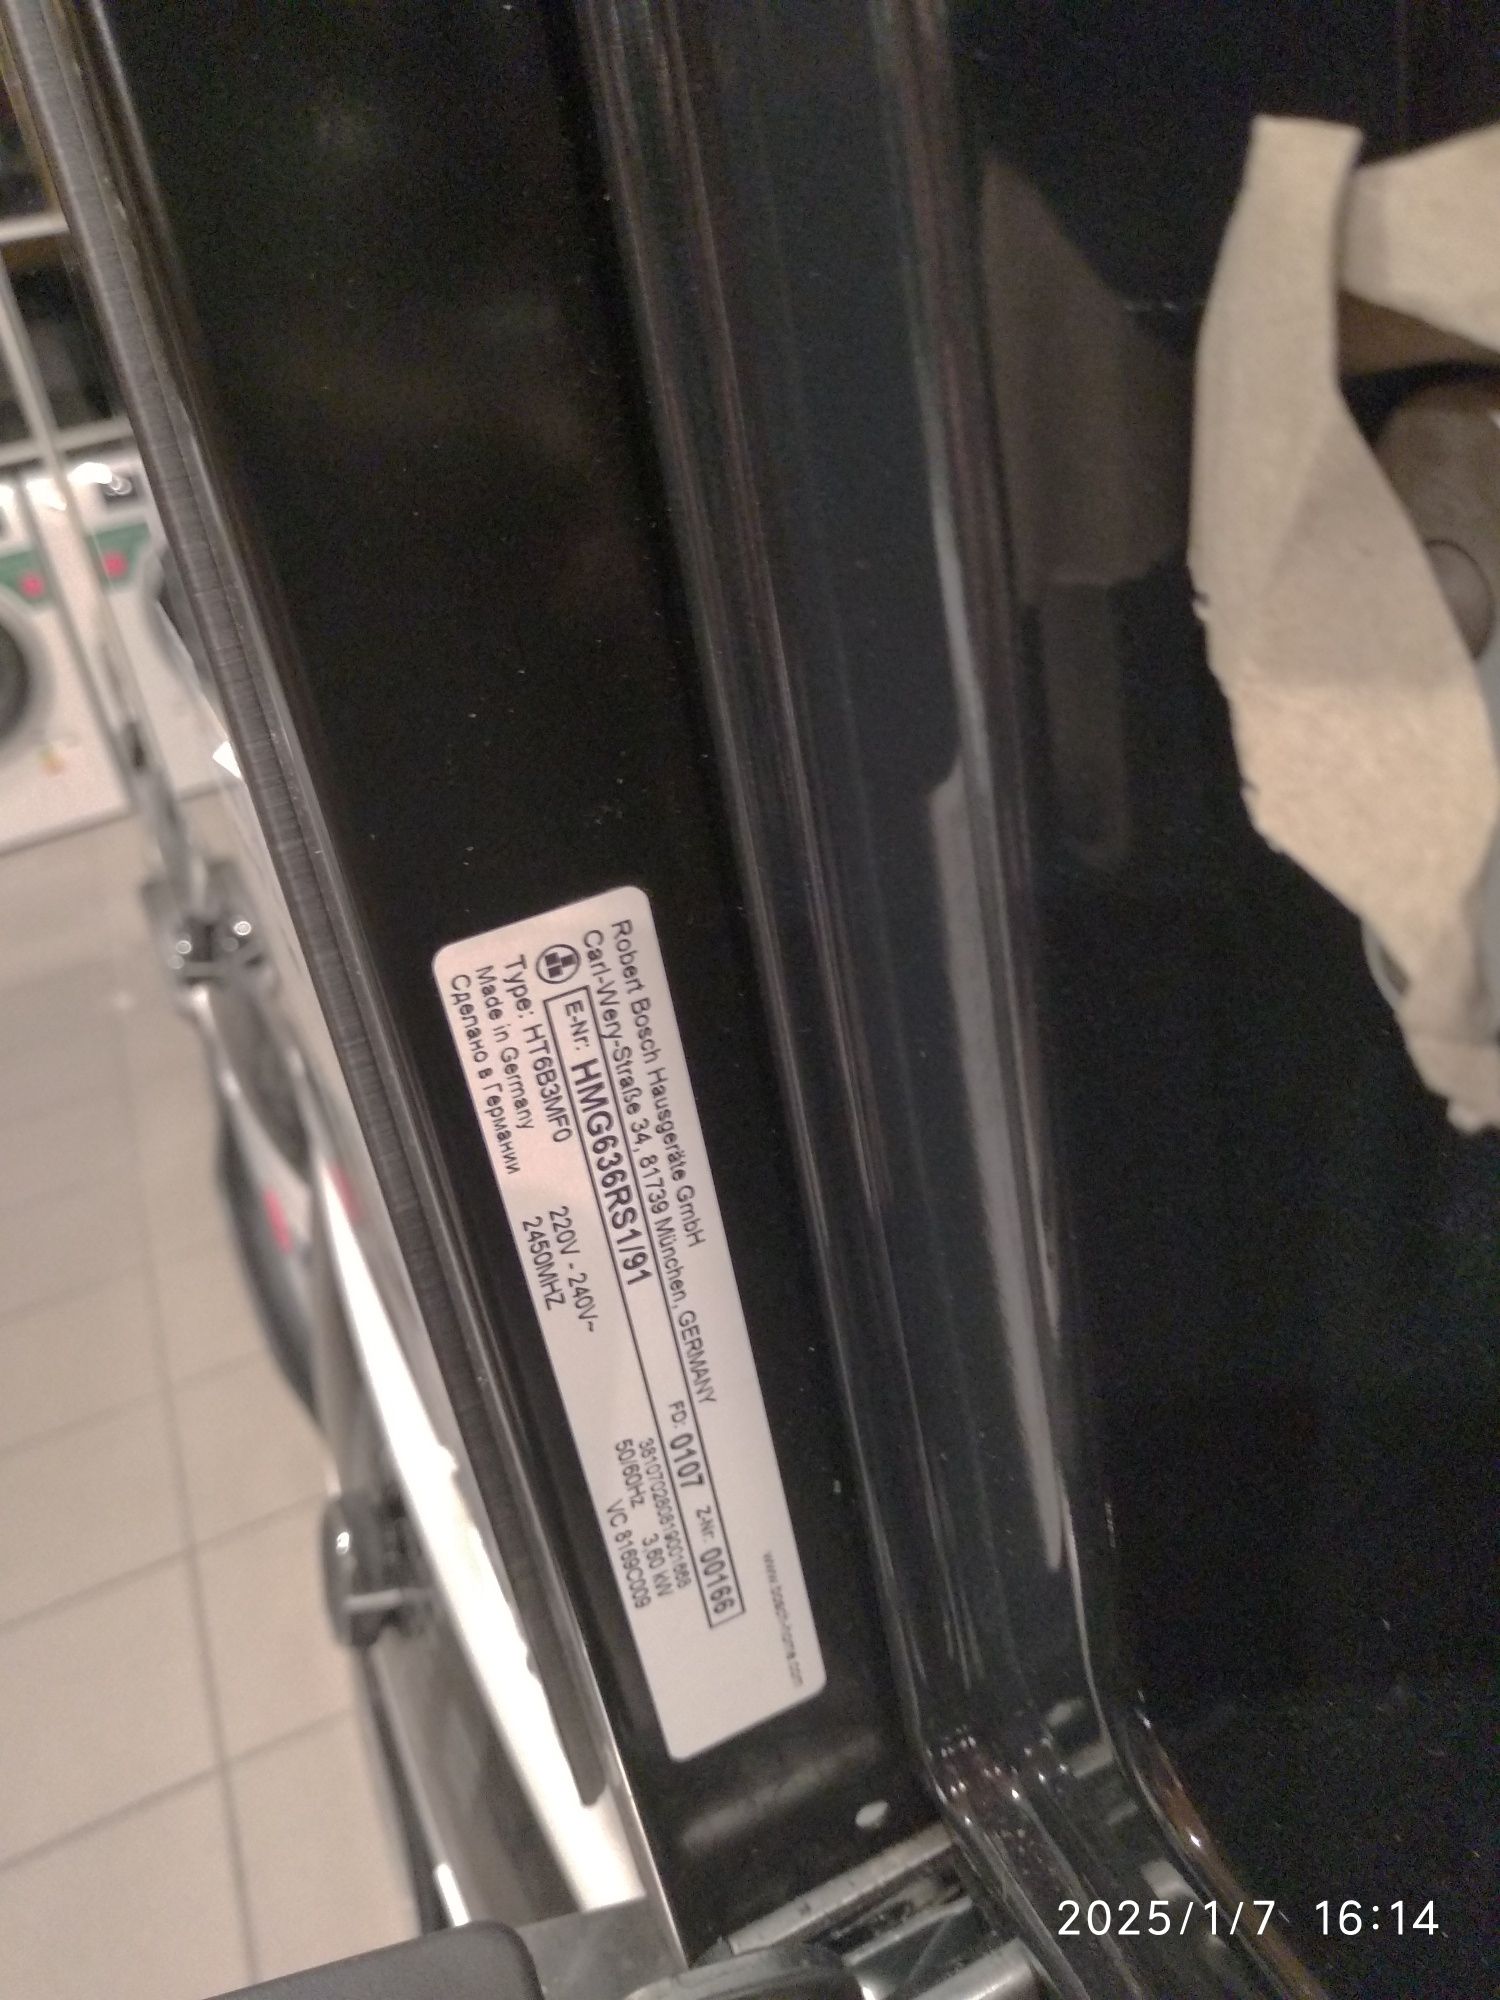 Robert Bosch Hausgeräte GmbH
Carl-Wery-Straße 34, 81739 München, GERMANY
www.bosch-home.com
E-Nr: HMG636RS1/91 FD: 0107 Z-Nr: 00166
Type: HT6B3MF0 220V - 240V~ 50/60Hz 3,60 kW
Made in Germany 2450MHZ VC 8169C009
Сделано в Германии
2025/1/7 16:14